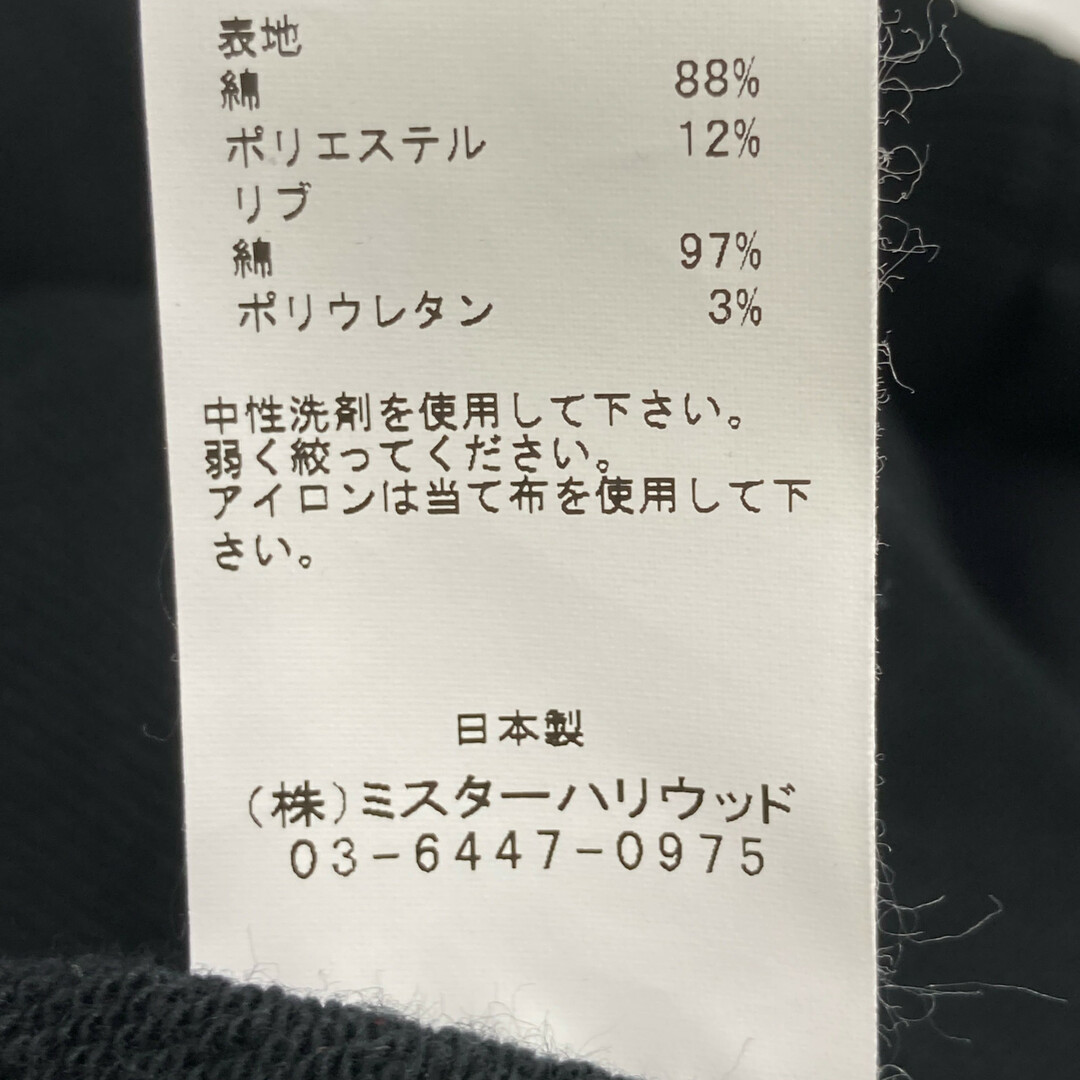 表地
綿 88%
ポリエステル 12%
リブ
綿 97%
ポリウレタン 3%
中性洗剤を使用して下さい。
弱く絞ってください。
アイロンは当て布を使用して下
さい。
日本製
(株)ミスターハリウッド
03-6447-0975